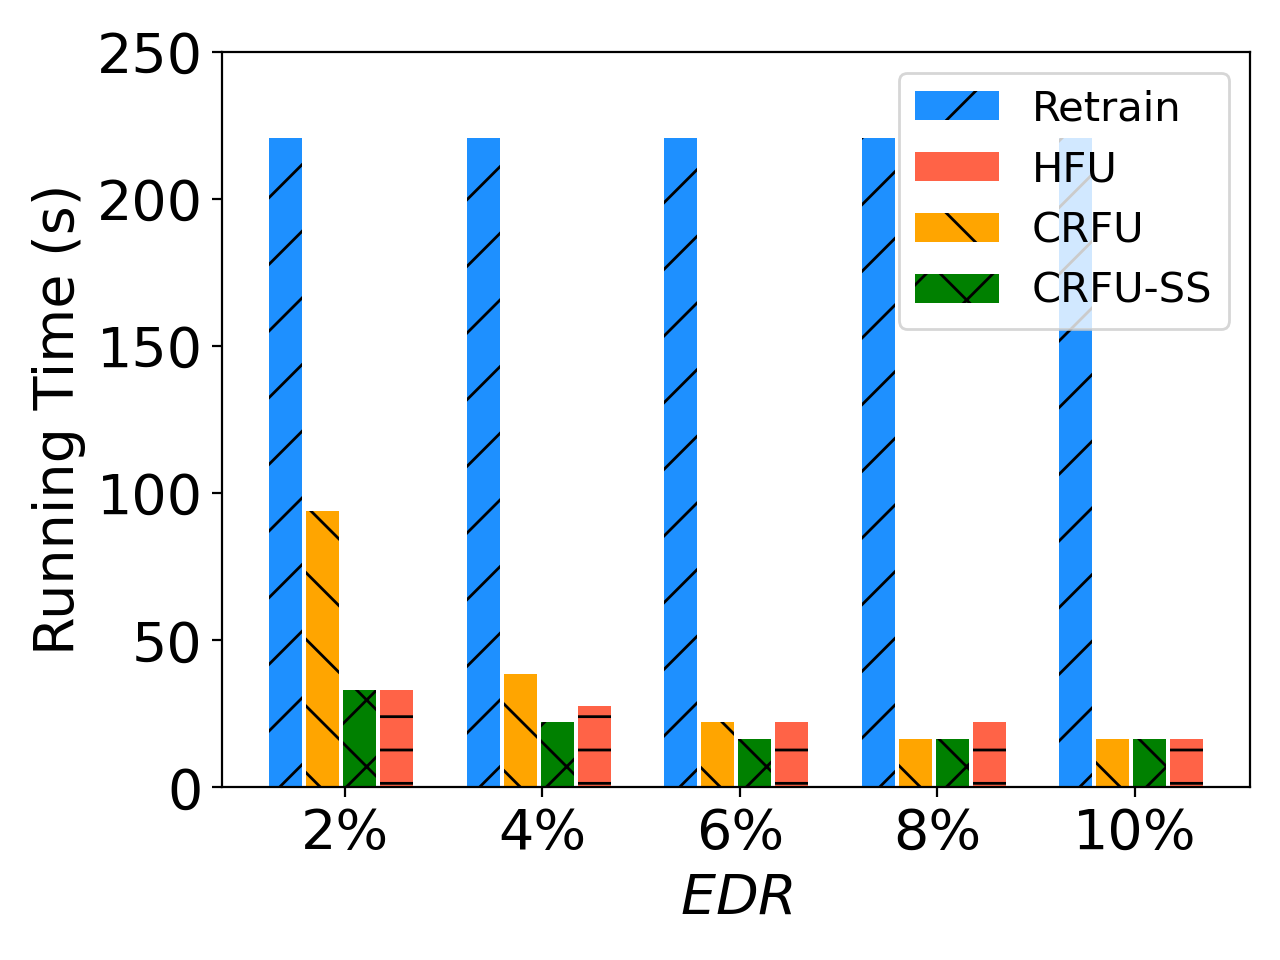 250
200
150
100
50
0
Running Time (s)
Retrain
HFU
CRFU
CRFU-SS
2% 4% 6% 8% 10%
EDR